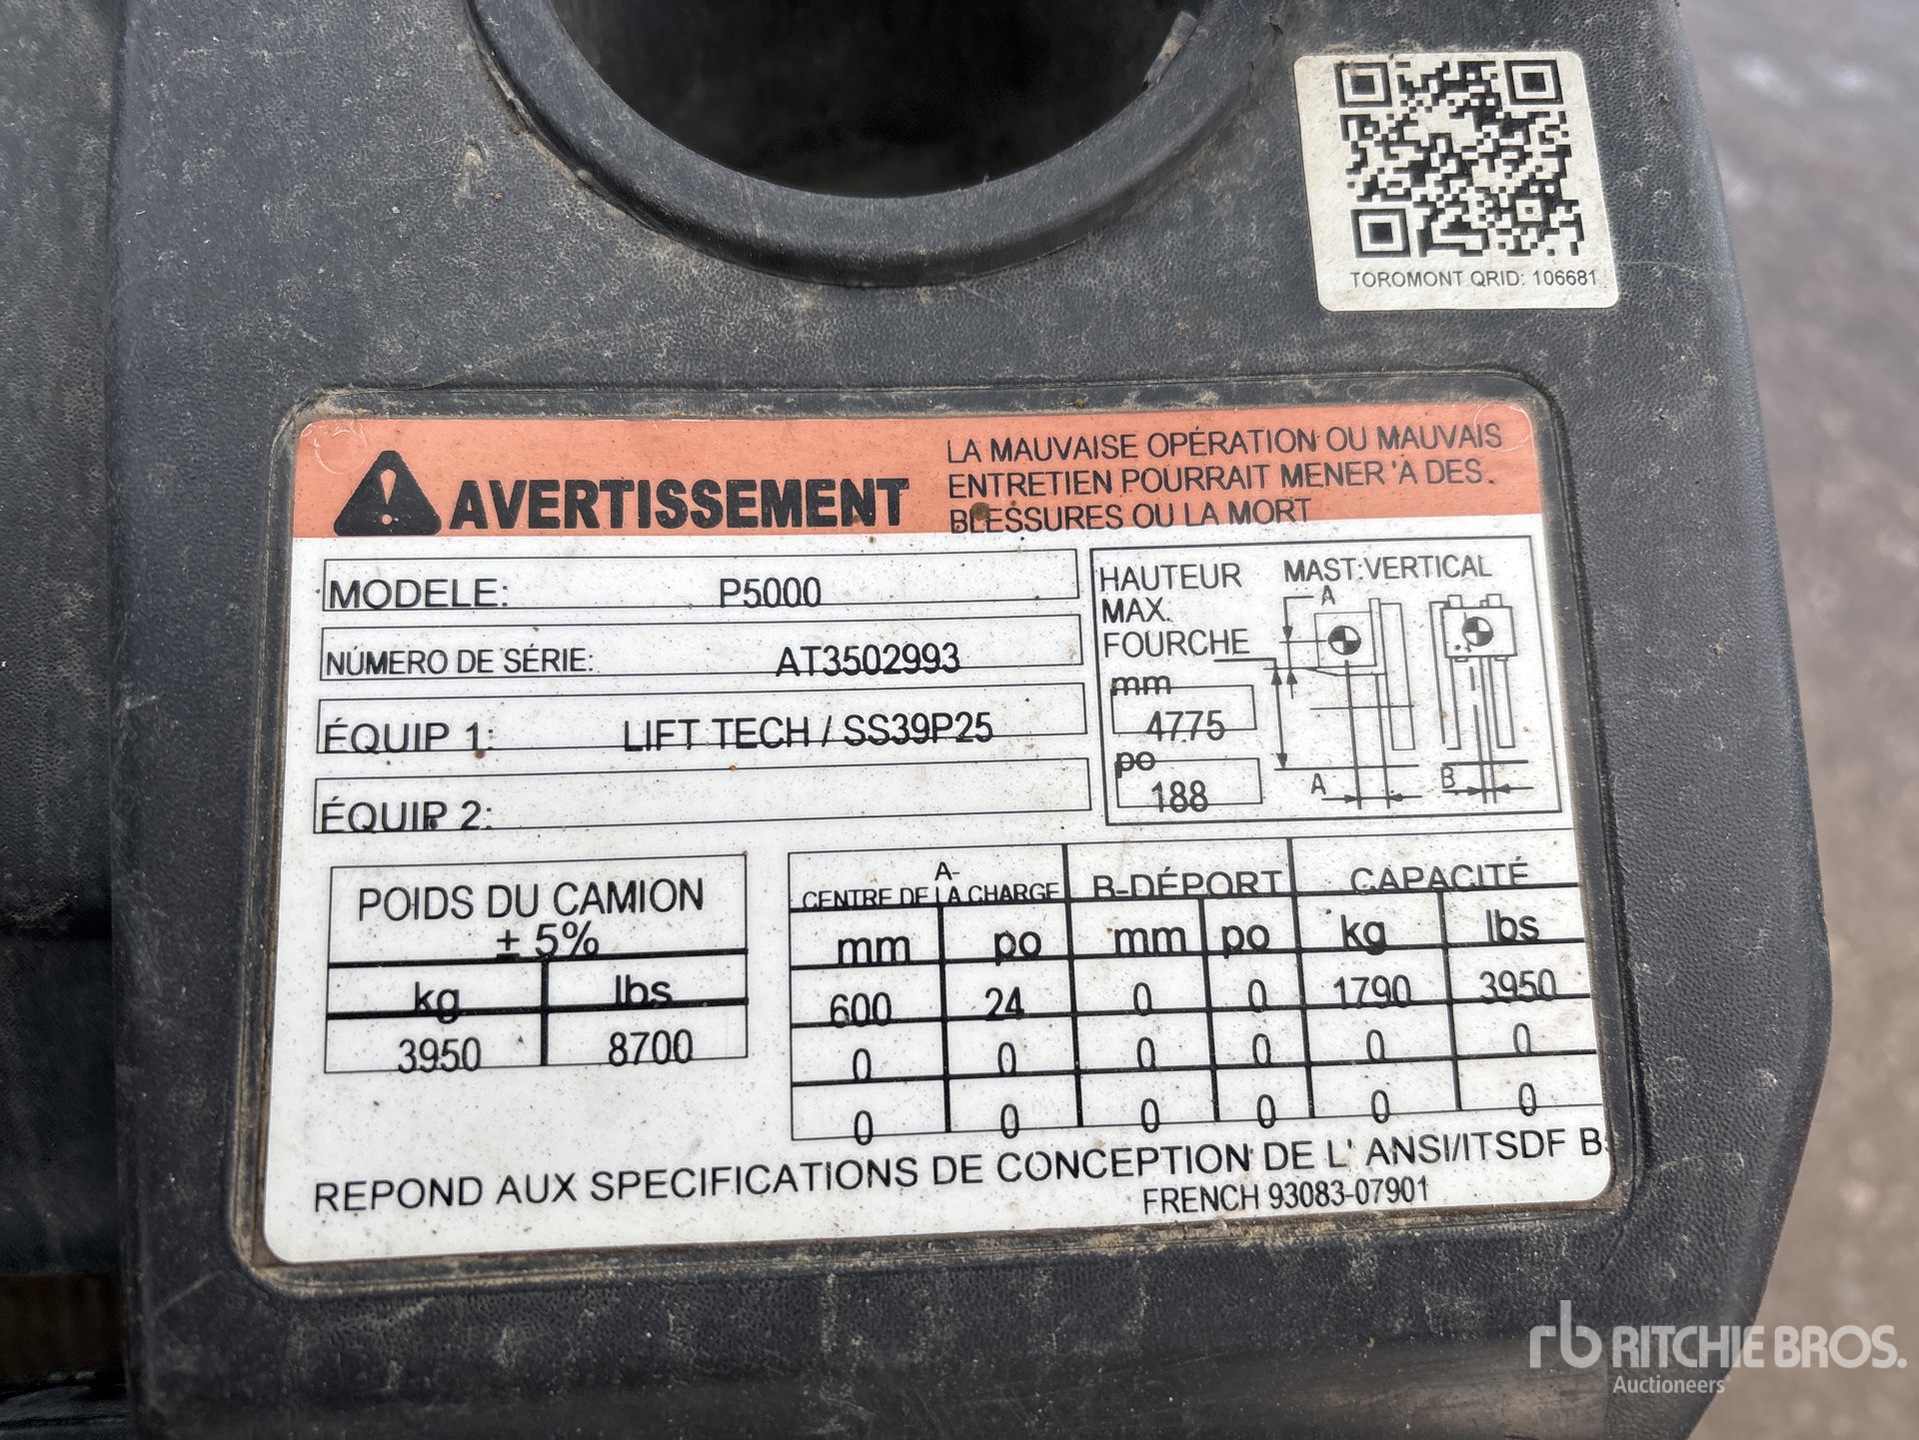 TOROMONT QRID: 106681
AVERTISSEMENT
LA MAUVAISE OPÉRATION OU MAUVAIS
ENTRETIEN POURRAIT MENER 'A DES
BLESSURES OU LA MORT
MODELE: P5000
NÚMERO DE SÉRIE: AT3502993
ÉQUIP 1: LIFT TECH / SS39P25
ÉQUIP 2:
HAUTEUR
MAX.
FOURCHE
mm
4775
po
188
MAST:VERTICAL
A
A
B
POIDS DU CAMION
± 5%
kg lbs
3950 8700
A-
CENTRE DE LA CHARGE B-DÉPORT CAPACITÉ
mm po mm po kg lbs
600 24 0 0 1790 3950
0 0 0 0 0 0
0 0 0 0 0 0
REPOND AUX SPECIFICATIONS DE CONCEPTION DE L' ANSI/ITSDF B
FRENCH 93083-07901
rb RITCHIE BROS.
Auctioneers